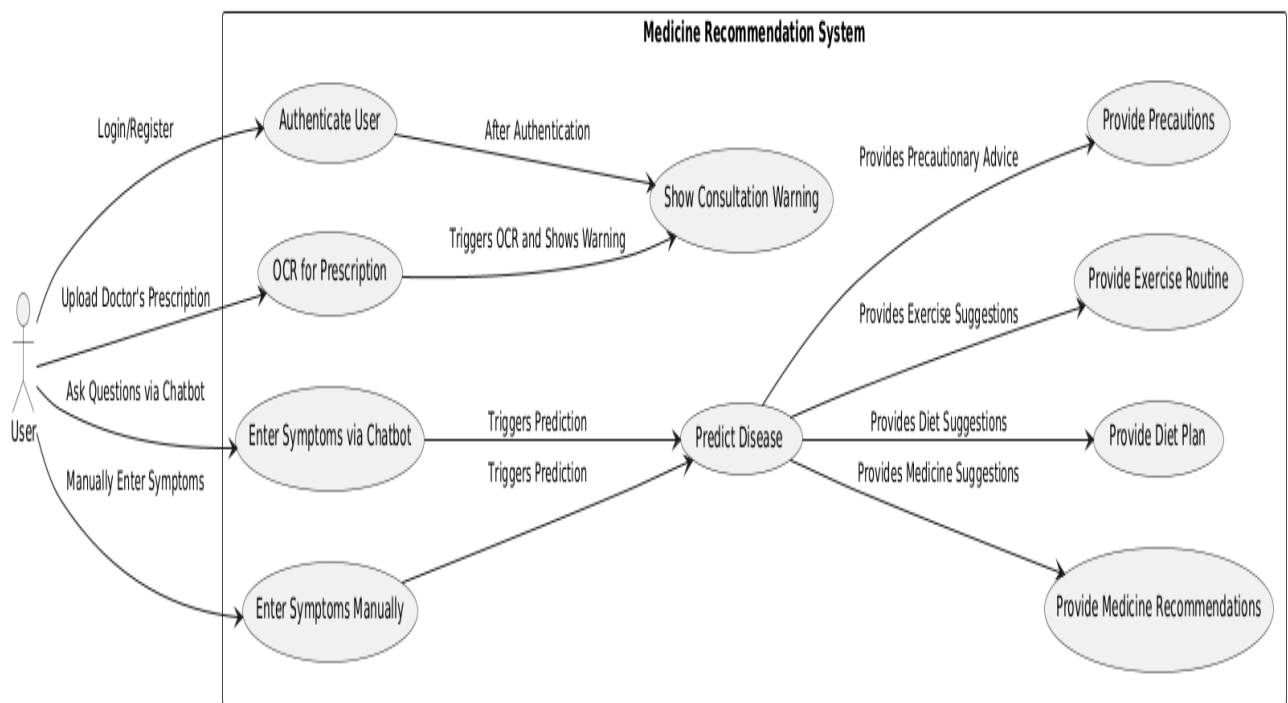 Medicine Recommendation System
Login/Register
Authenticate User
After Authentication
Show Consultation Warning
Provides Precautionary Advice
Provide Precautions
Upload Doctor's Prescription
OCR for Prescription
Triggers OCR and Shows Warning
Provides Exercise Suggestions
Provide Exercise Routine
User
Ask Questions via Chatbot
Enter Symptoms via Chatbot
Triggers Prediction
Predict Disease
Provides Diet Suggestions
Provide Diet Plan
Manually Enter Symptoms
Enter Symptoms Manually
Triggers Prediction
Provides Medicine Suggestions
Provide Medicine Recommendations